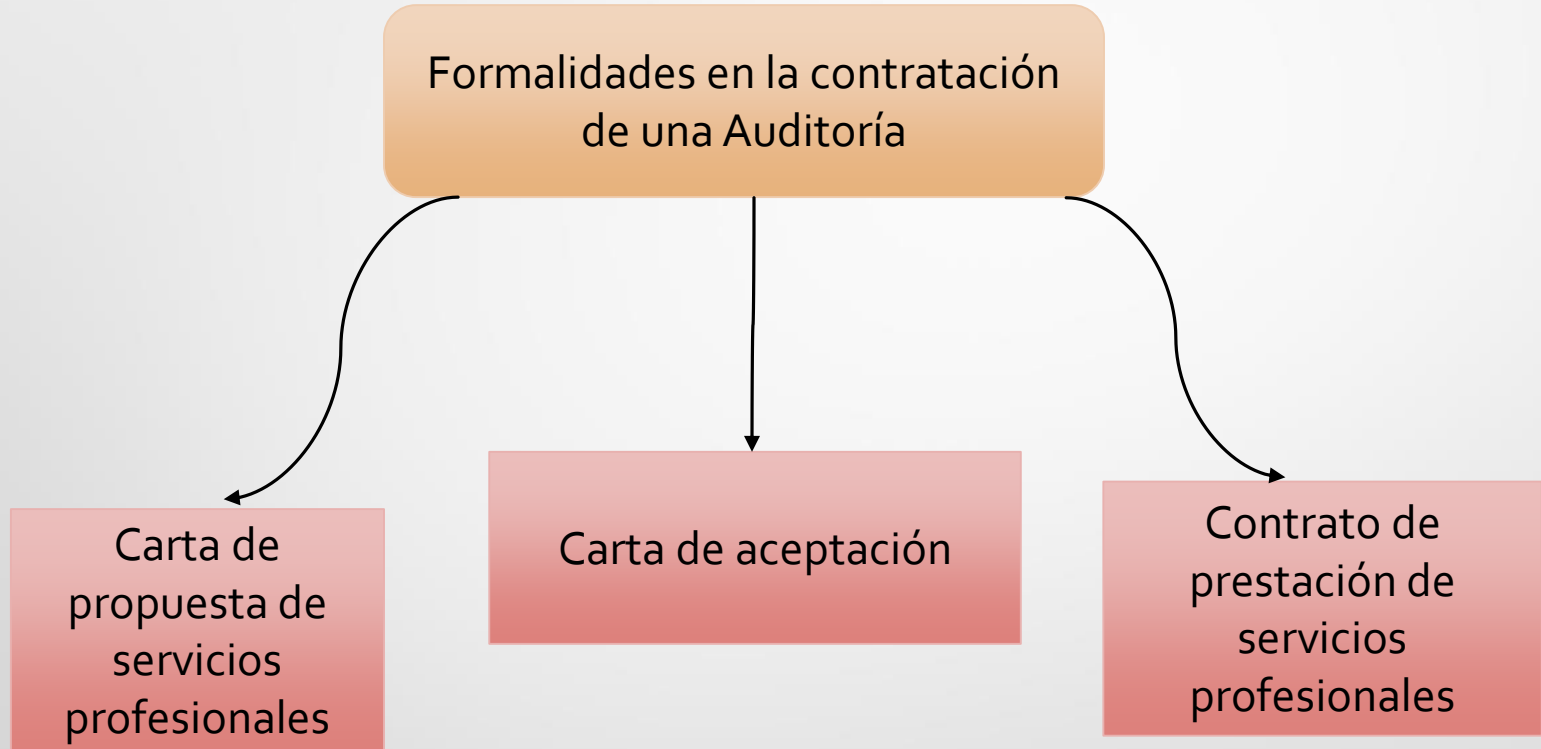 Formalidades en la contratación
de una Auditoría
Carta de
propuesta de
servicios
profesionales
Carta de aceptación
Contrato de
prestación de
servicios
profesionales